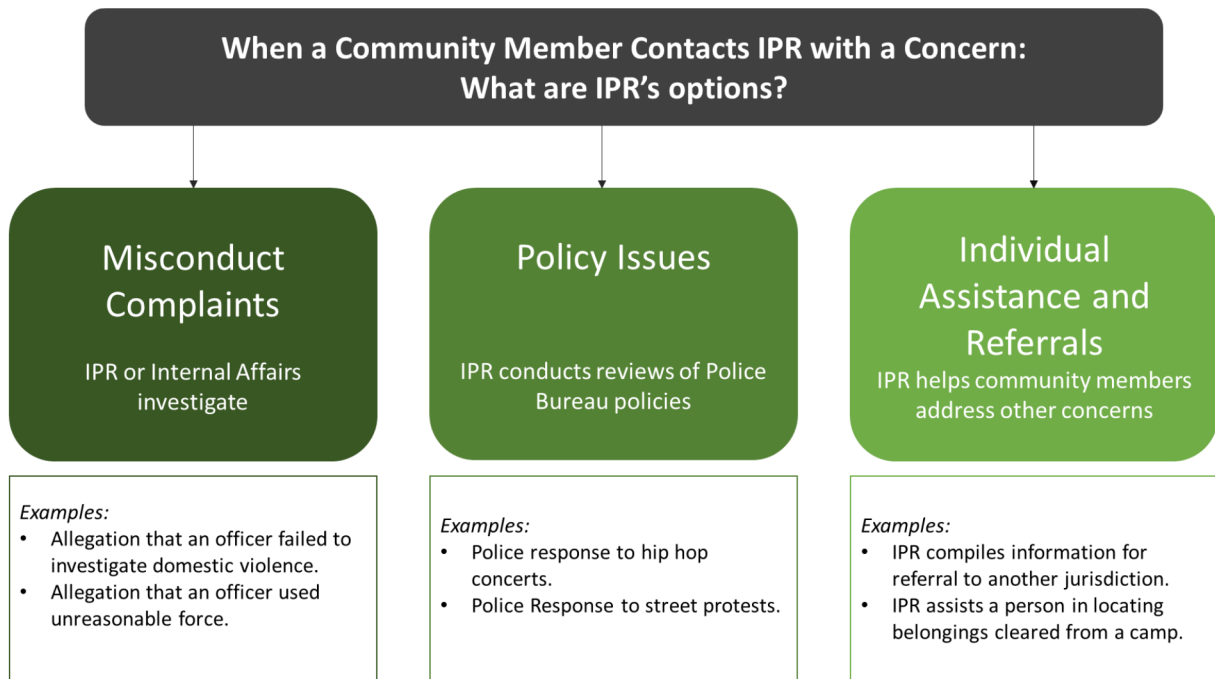 When a Community Member Contacts IPR with a Concern:
What are IPR's options?
Misconduct
Complaints
IPR or Internal Affairs
investigate
Policy Issues
IPR conducts reviews of Police
Bureau policies
Individual
Assistance and
Referrals
IPR helps community members
address other concerns
Examples:
• Allegation that an officer failed to
investigate domestic violence.
• Allegation that an officer used
unreasonable force.
Examples:
• Police response to hip hop
concerts.
• Police Response to street protests.
Examples:
• IPR compiles information for
referral to another jurisdiction.
• IPR assists a person in locating
belongings cleared from a camp.